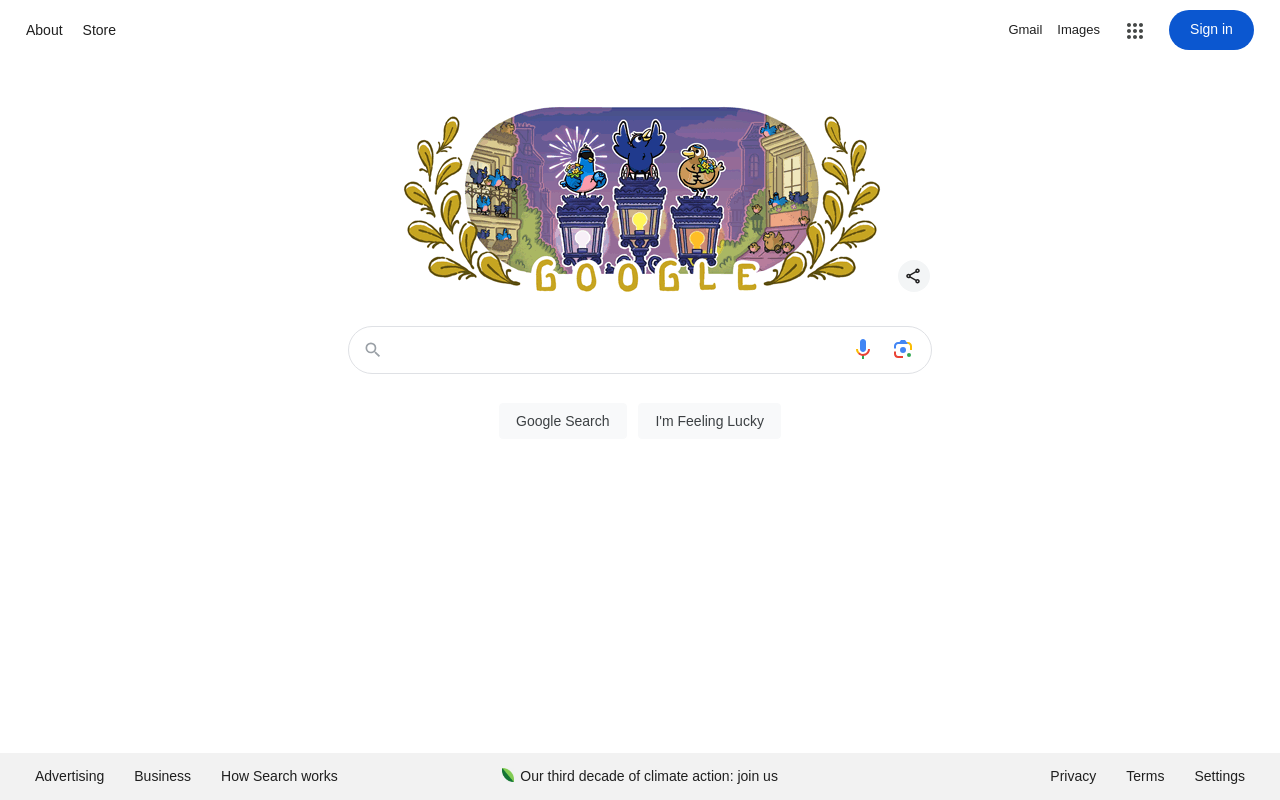 About Store
Gmail Images Sign in
GOOGLE
Google Search I'm Feeling Lucky
Advertising Business How Search works Our third decade of climate action: join us Privacy Terms Settings